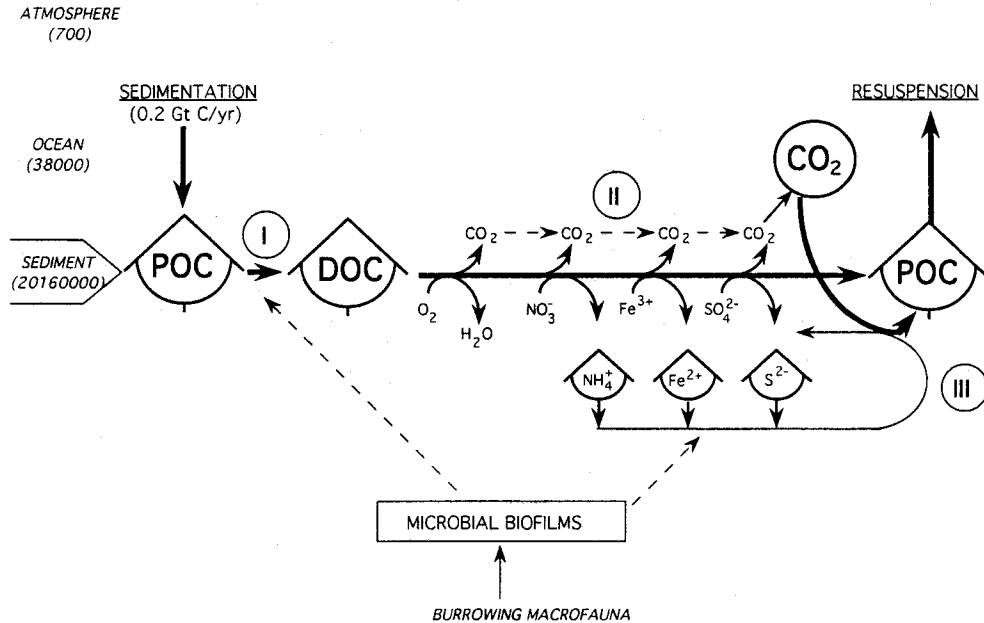 ATMOSPHERE
(700)
SEDIMENTATION
(0.2 Gt C/yr)
RESUSPENSION
OCEAN
(38000)
CO₂
II
I
CO₂ CO₂ CO₂ CO₂
SEDIMENT
(20160000)
POC
DOC
POC
O₂
H₂O
NO₃⁻
Fe³⁺
SO₄²⁻
NH₄⁺
Fe²⁺
S²⁻
III
MICROBIAL BIOFILMS
BURROWING MACROFAUNA